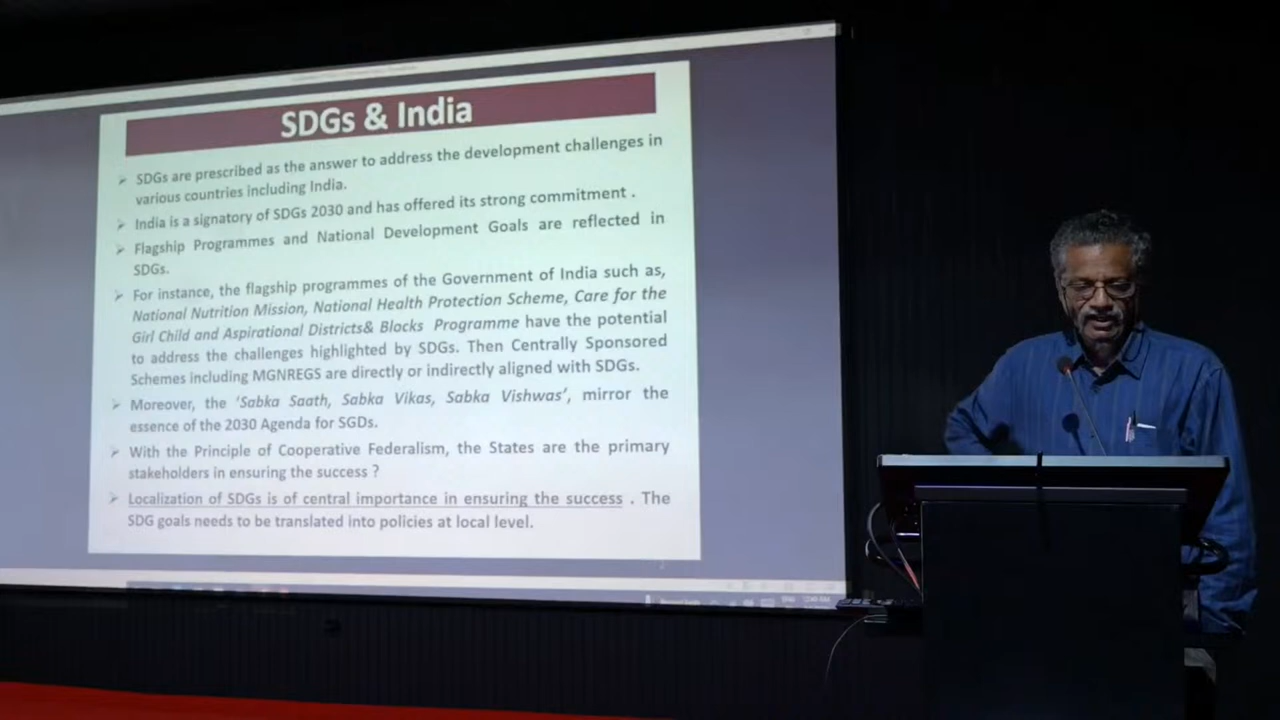 SDGs & India
➢ SDGs are prescribed as the answer to address the development challenges in
various countries including India.
➢ India is a signatory of SDGs 2030 and has offered its strong commitment .
➢ Flagship Programmes and National Development Goals are reflected in
SDGs.
➢ For instance, the flagship programmes of the Government of India such as,
National Nutrition Mission, National Health Protection Scheme, Care for the
Girl Child and Aspirational Districts& Blocks Programme have the potential
to address the challenges highlighted by SDGs. Then Centrally Sponsored
Schemes including MGNREGS are directly or indirectly aligned with SDGs.
➢ Moreover, the ‘Sabka Saath, Sabka Vikas, Sabka Vishwas’, mirror the
essence of the 2030 Agenda for SGDs.
➢ With the Principle of Cooperative Federalism, the States are the primary
stakeholders in ensuring the success ?
➢ Localization of SDGs is of central importance in ensuring the success . The
SDG goals needs to be translated into policies at local level.